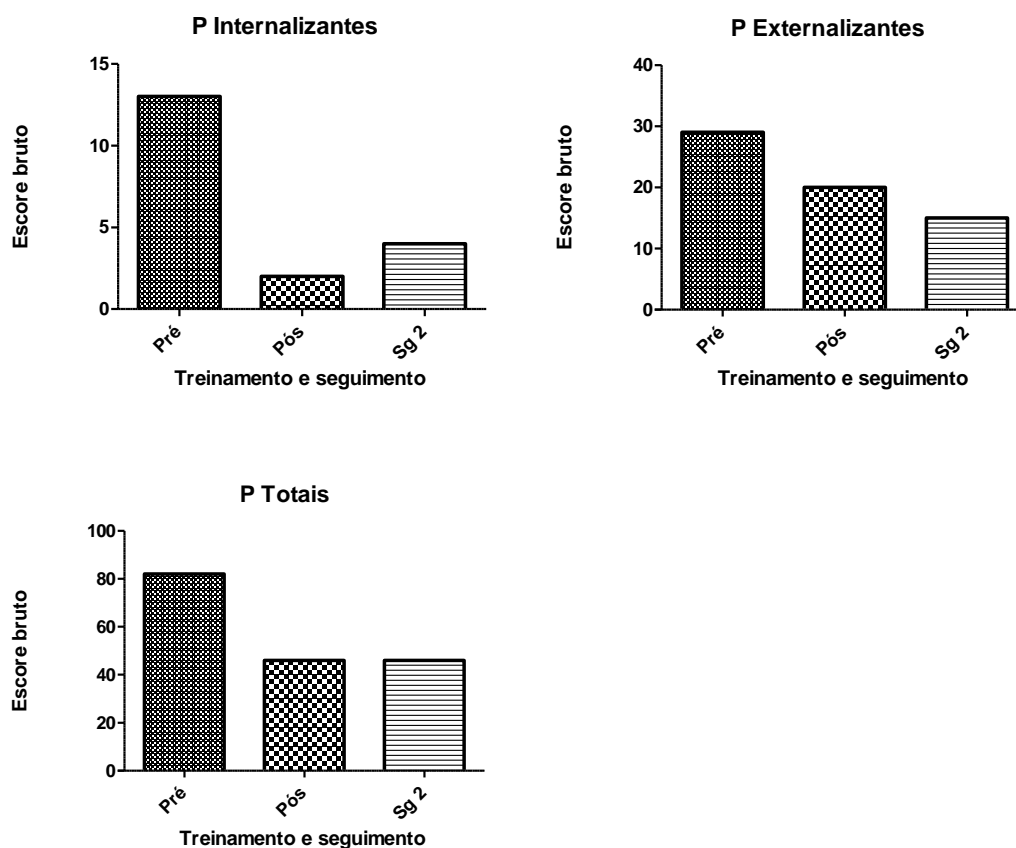 P Internalizantes
15
10
5
0
Escore bruto
Pré
Pós
Sg 2
Treinamento e seguimento
P Externalizantes
40
30
20
10
0
Escore bruto
Pré
Pós
Sg 2
Treinamento e seguimento
P Totais
100
80
60
40
20
0
Escore bruto
Pré
Pós
Sg 2
Treinamento e seguimento